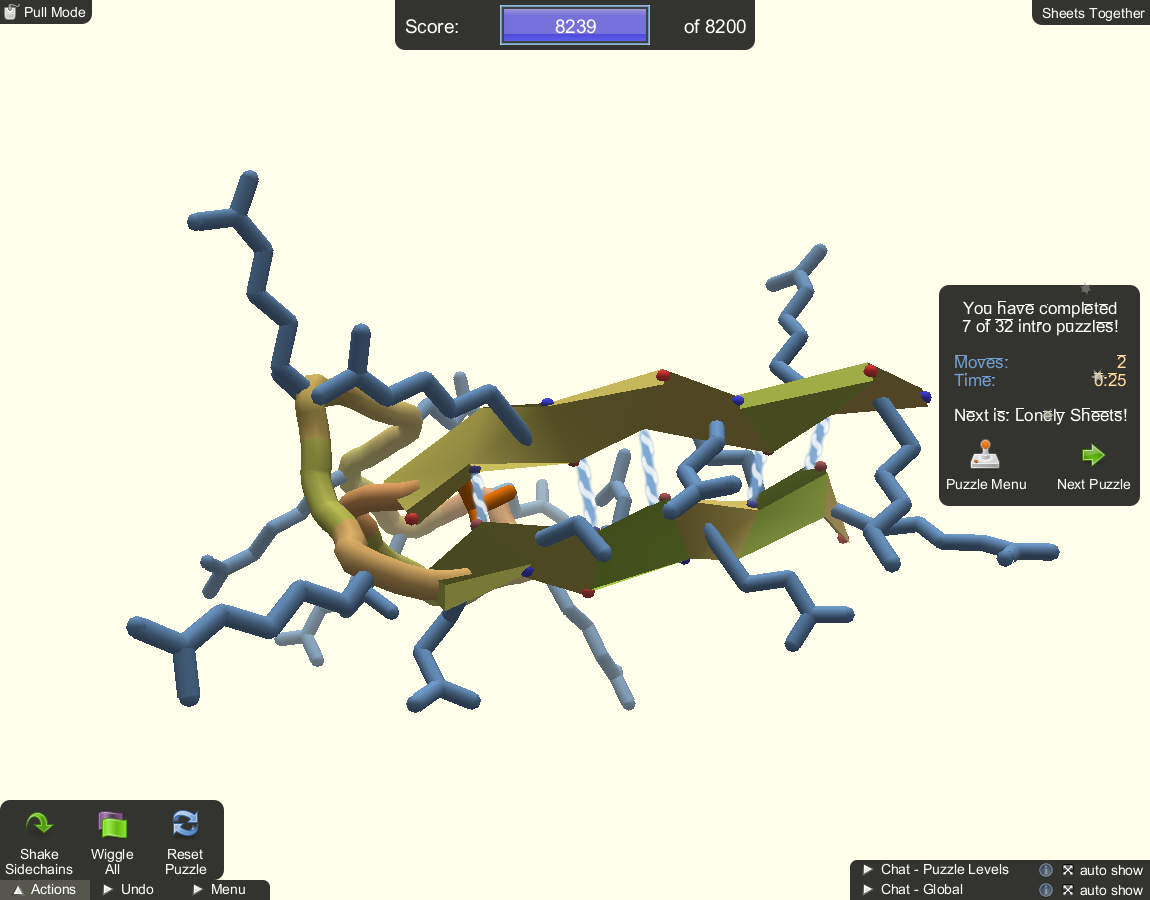 Pull Mode
Score: 8239 of 8200
Sheets Together
You have completed
7 of 32 intro puzzles!
Moves: 2
Time: 0:25
Next is: Lonely Sheets!
Puzzle Menu
Next Puzzle
Shake
Sidechains
Wiggle
All
Reset
Puzzle
Actions
Undo
Menu
Chat - Puzzle Levels
auto show
Chat - Global
auto show